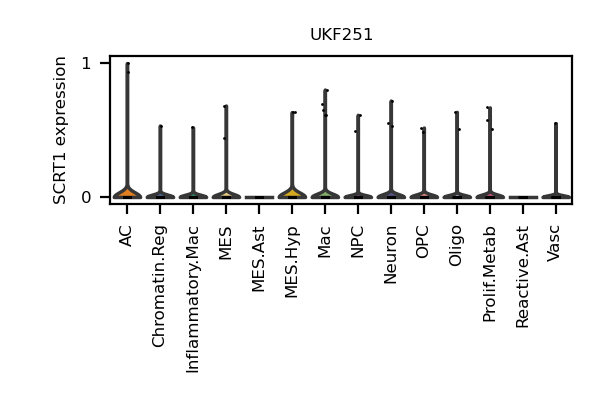 UKF251
SCRT1 expression
1
0
AC
Chromatin.Reg
Inflammatory.Mac
MES
MES.Ast
MES.Hyp
Mac
NPC
Neuron
OPC
Oligo
Prolif.Metab
Reactive.Ast
Vasc